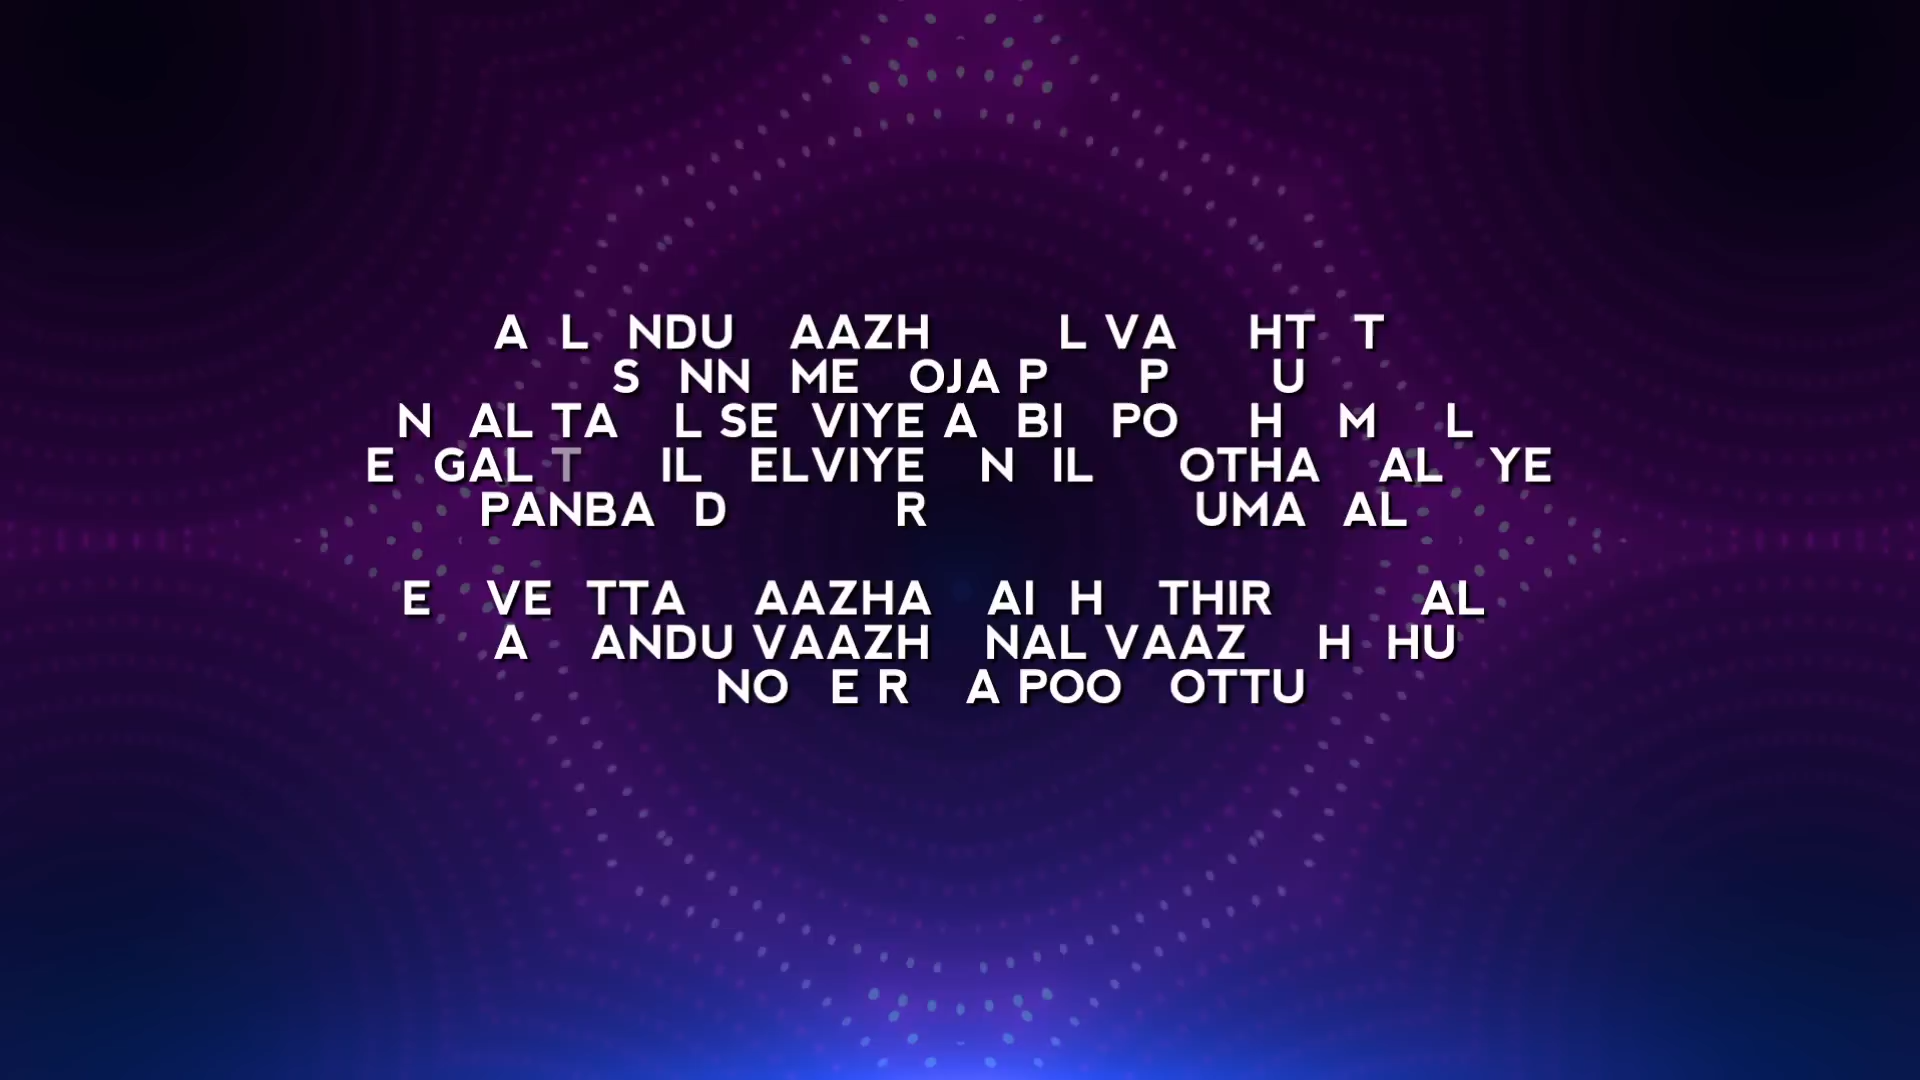 A L NDU AAZH L VA HT T
S NN ME OJA P P U
N AL TA L SE VIYE A BI PO H M L
E GAL T IL ELVIYE N IL OTHA AL YE
PANBA D R UMA AL
E VE TTA AAZHA AI H THIR AL
A ANDU VAAZH NAL VAAZ H HU
NO E R A POO OTTU